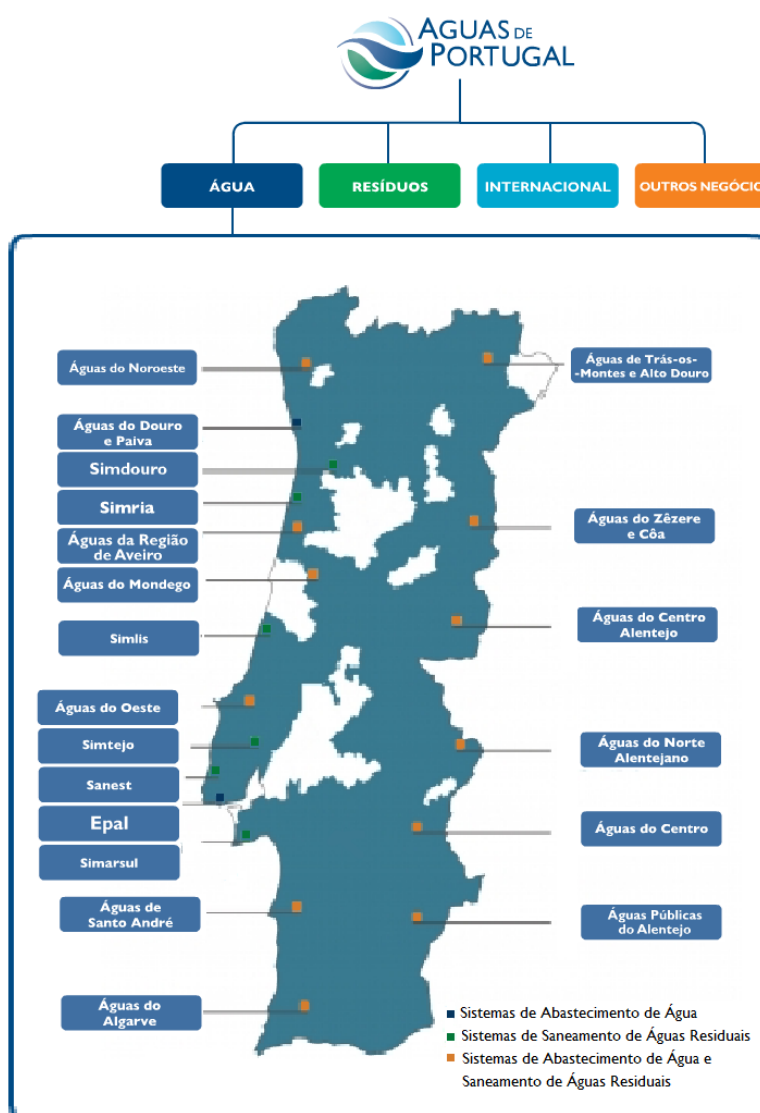 ÁGUAS DE
PORTUGAL
ÁGUA
RESÍDUOS
INTERNACIONAL
OUTROS NEGÓCIO
Águas do Noroeste
Águas do Douro
e Paiva
Simdouro
Simria
Águas da Região
de Aveiro
Águas do Mondego
Simlis
Águas do Oeste
Simtejo
Sanest
Epal
Simarsul
Águas de
Santo André
Águas do
Algarve
Águas de Trás-os-
-Montes e Alto Douro
Águas do Zêzere
e Côa
Águas do Centro
Alentejo
Águas do Norte
Alentejano
Águas do Centro
Águas Públicas
do Alentejo
Sistemas de Abastecimento de Água
Sistemas de Saneamento de Águas Residuais
Sistemas de Abastecimento de Água e
Saneamento de Águas Residuais